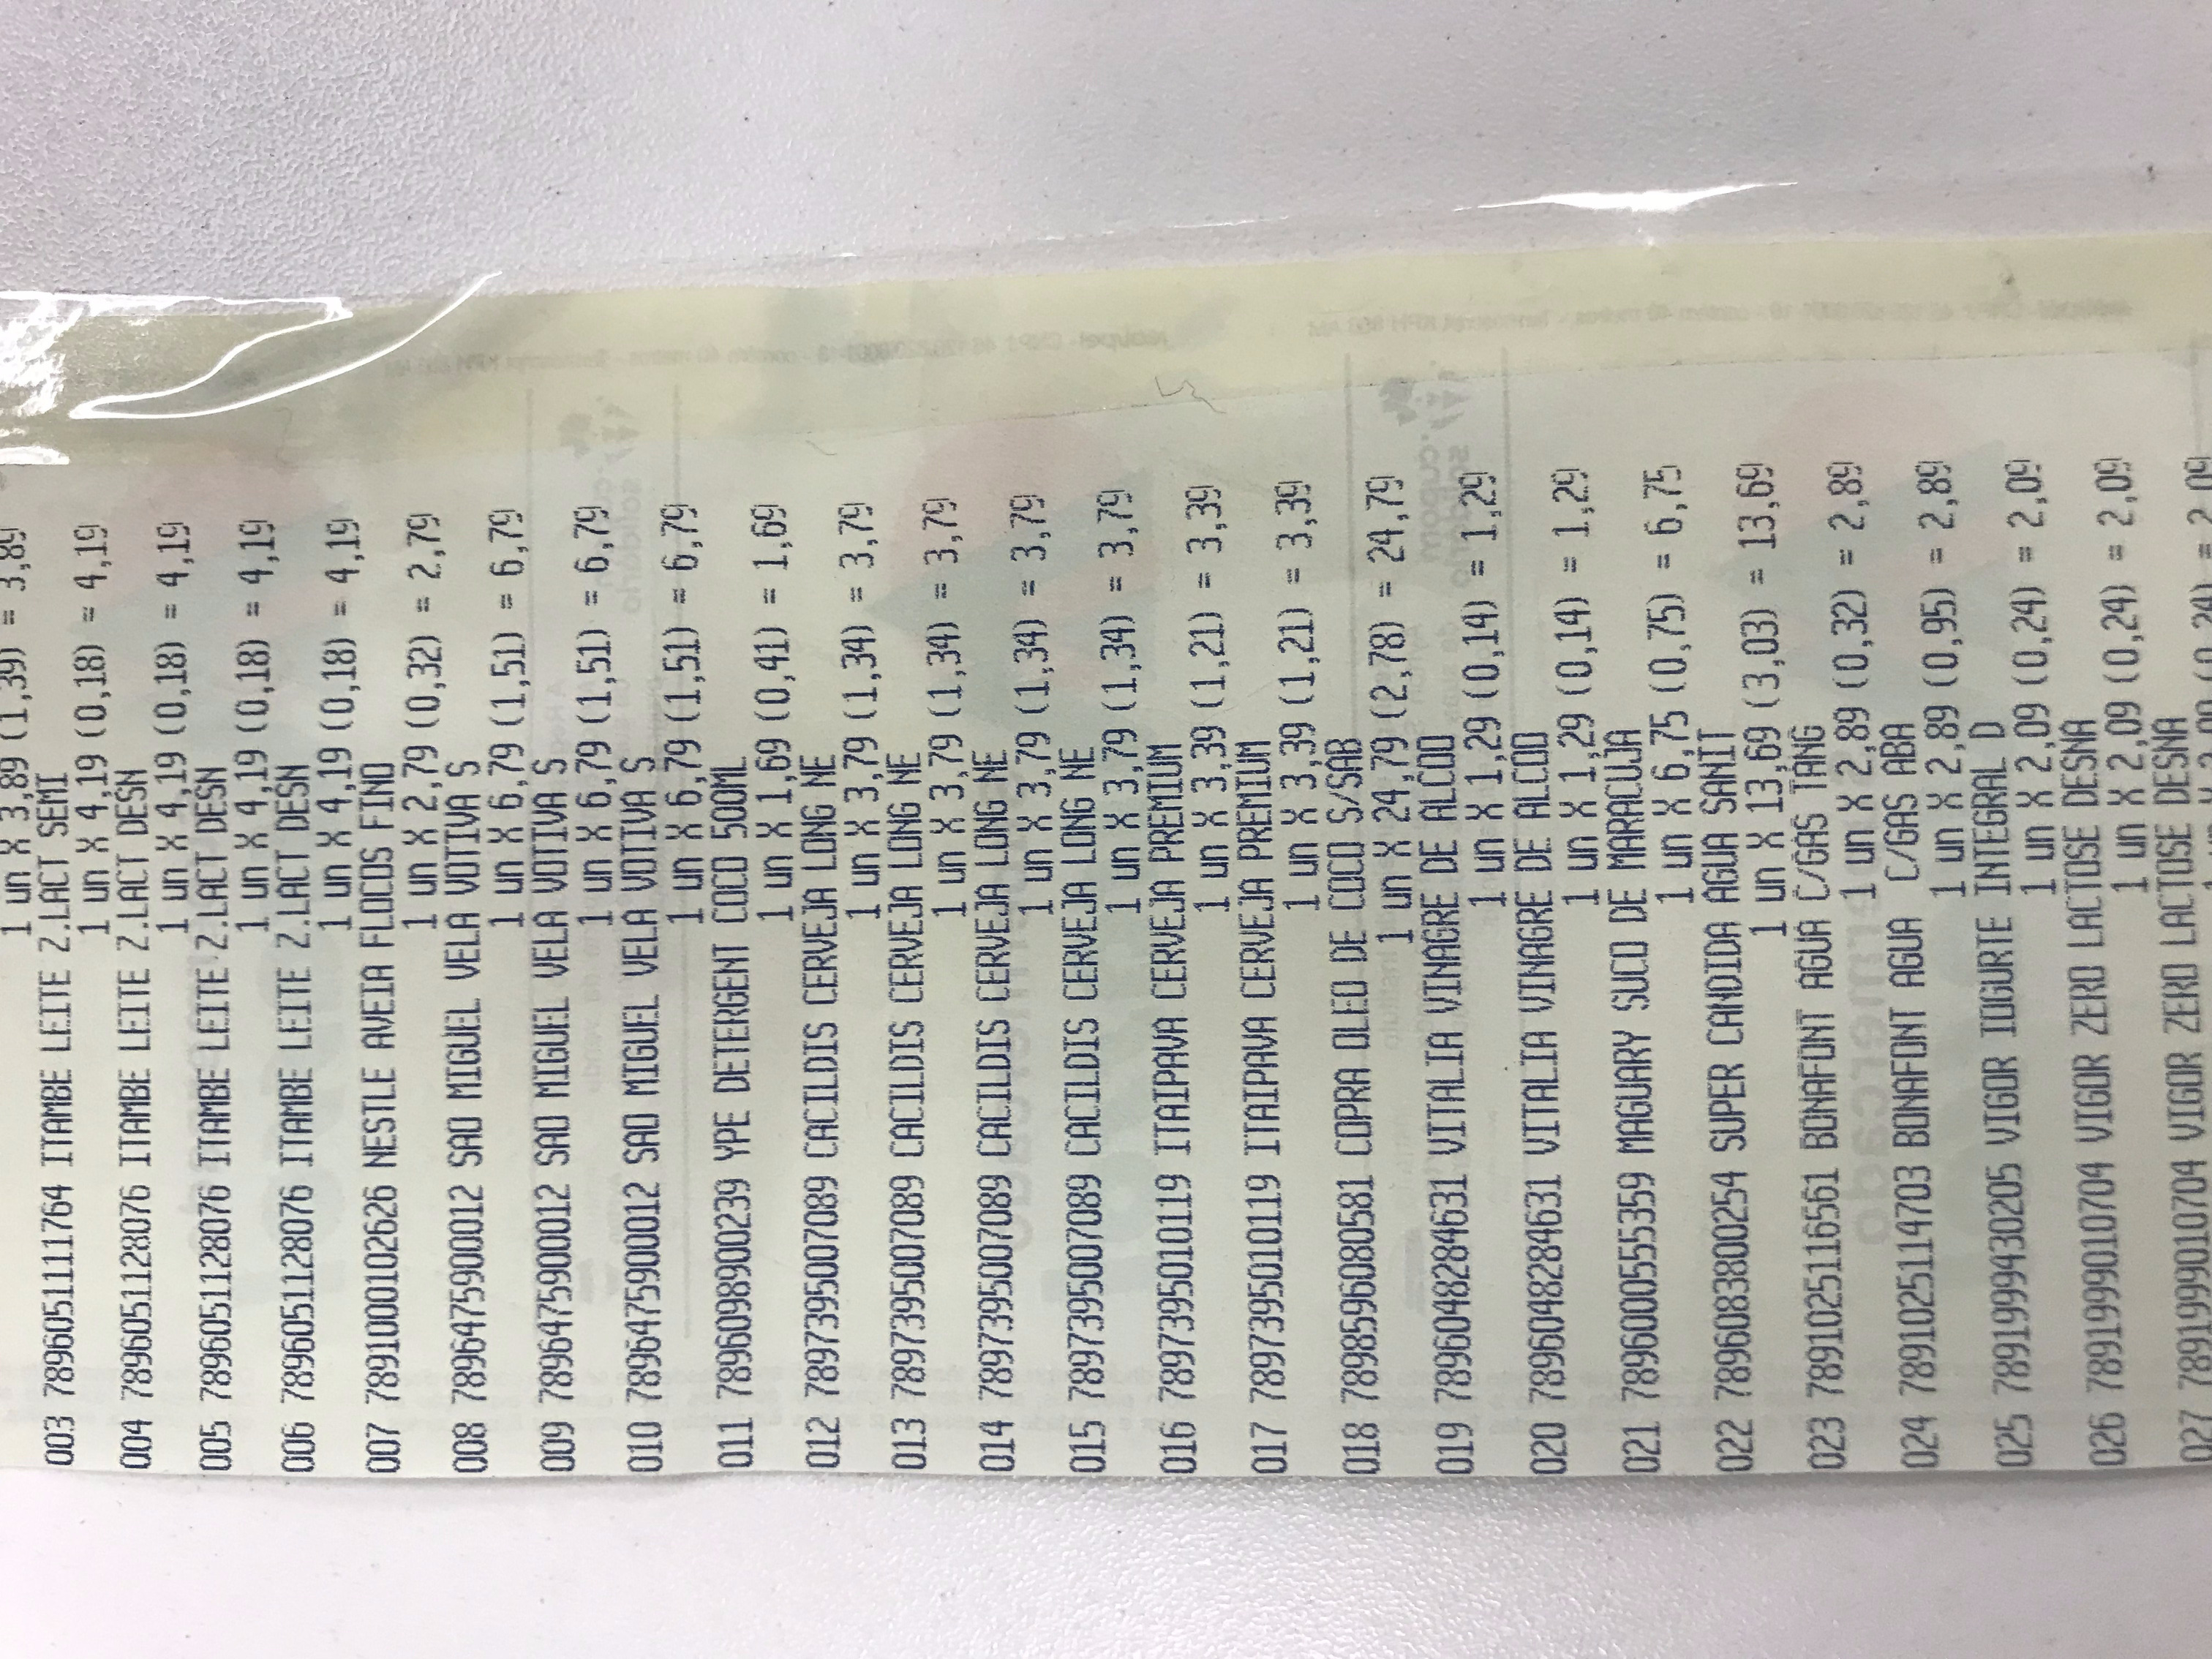 1 un X 3,89 (1,39) = 3,89
003 7896051111764 ITAMBE LEITE Z.LACT SEMI
1 un X 4,19 (0,18) = 4,19
004 7896051128076 ITAMBE LEITE Z.LACT DESN
1 un X 4,19 (0,18) = 4,19
005 7896051128076 ITAMBE LEITE Z.LACT DESN
1 un X 4,19 (0,18) = 4,19
006 7896051128076 ITAMBE LEITE Z.LACT DESN
1 un X 4,19 (0,18) = 4,19
007 7891000102626 NESTLE AVEIA FLOCOS FINO
1 un X 2,79 (0,32) = 2,79
008 7896475900012 SAO MIGUEL VELA VOTIVA S
1 un X 6,79 (1,51) = 6,79
009 7896475900012 SAO MIGUEL VELA VOTIVA S
1 un X 6,79 (1,51) = 6,79
010 7896475900012 SAO MIGUEL VELA VOTIVA S
1 un X 6,79 (1,51) = 6,79
011 7896098900239 YPE DETERGENT COCO 500ML
1 un X 1,69 (0,41) = 1,69
012 7897395007089 CACILDIS CERVEJA LONG NE
1 un X 3,79 (1,34) = 3,79
013 7897395007089 CACILDIS CERVEJA LONG NE
1 un X 3,79 (1,34) = 3,79
014 7897395007089 CACILDIS CERVEJA LONG NE
1 un X 3,79 (1,34) = 3,79
015 7897395007089 CACILDIS CERVEJA LONG NE
1 un X 3,79 (1,34) = 3,79
016 7897395010119 ITAIPAVA CERVEJA PREMIUM
1 un X 3,39 (1,21) = 3,39
017 7897395010119 ITAIPAVA CERVEJA PREMIUM
1 un X 3,39 (1,21) = 3,39
018 7898596080581 COPRA OLEO DE COCO S/SAB
1 un X 24,79 (2,78) = 24,79
019 7896048284631 VITALIA VINAGRE DE ALCOO
1 un X 1,29 (0,14) = 1,29
020 7896048284631 VITALIA VINAGRE DE ALCOO
1 un X 1,29 (0,14) = 1,29
021 7896000555359 MAGUARY SUCO DE MARACUJA
1 un X 6,75 (0,75) = 6,75
022 7896083800254 SUPER CANDIDA AGUA SANIT
1 un X 13,69 (3,03) = 13,69
023 7891025116561 BONAFONT AGUA C/GAS TANG
1 un X 2,89 (0,32) = 2,89
024 7891025114703 BONAFONT AGUA C/GAS ABA
1 un X 2,89 (0,95) = 2,89
025 7891999430205 VIGOR IOGURTE INTEGRAL D
1 un X 2,09 (0,24) = 2,09
026 7891999010704 VIGOR ZERO LACTOSE DESNA
1 un X 2,09 (0,24) = 2,09
027 7891999010704 VIGOR ZERO LACTOSE DESNA